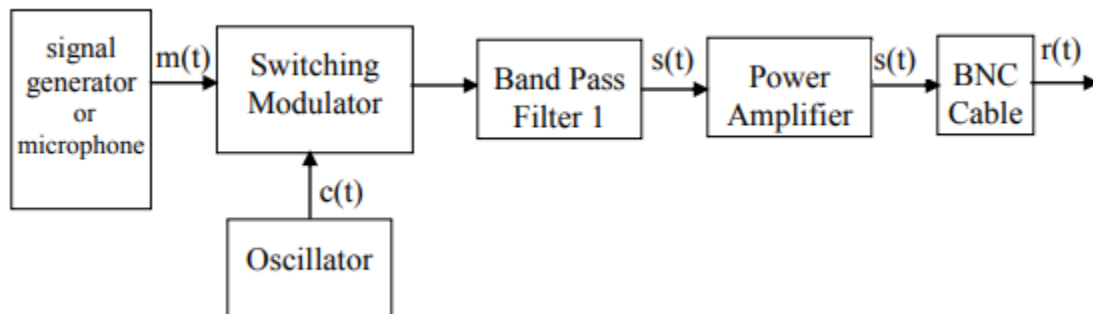 signal
generator
or
microphone
m(t)
Switching
Modulator
c(t)
Oscillator
Band Pass
Filter 1
s(t)
Power
Amplifier
s(t)
BNC
Cable
r(t)